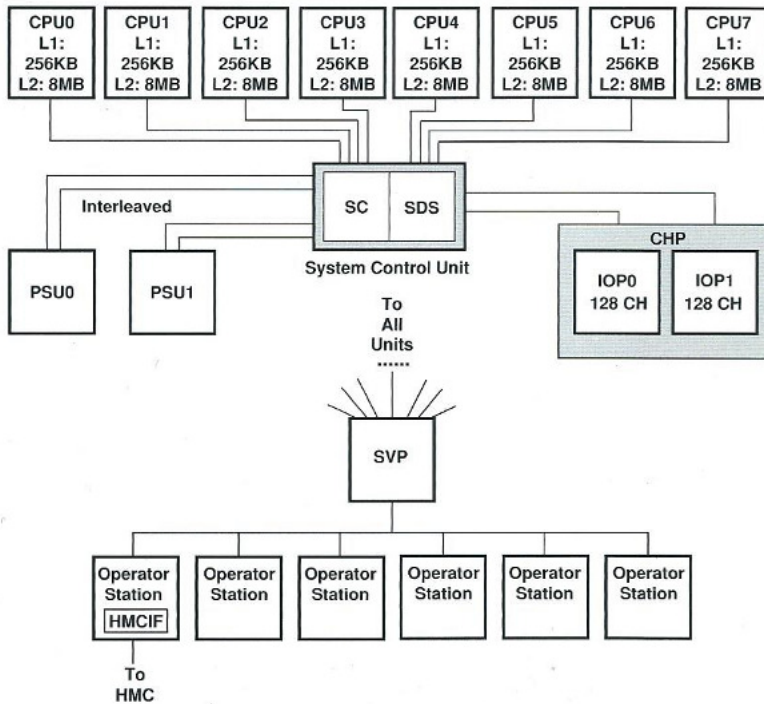 CPU0
L1:
256KB
L2: 8MB
CPU1
L1:
256KB
L2: 8MB
CPU2
L1:
256KB
L2: 8MB
CPU3
L1:
256KB
L2: 8MB
CPU4
L1:
256KB
L2: 8MB
CPU5
L1:
256KB
L2: 8MB
CPU6
L1:
256KB
L2: 8MB
CPU7
L1:
256KB
L2: 8MB
Interleaved
SC
SDS
System Control Unit
PSU0
PSU1
CHP
IOP0
128 CH
IOP1
128 CH
To
All
Units
......
SVP
Operator
Station
HMCIF
Operator
Station
Operator
Station
Operator
Station
Operator
Station
Operator
Station
To
HMC